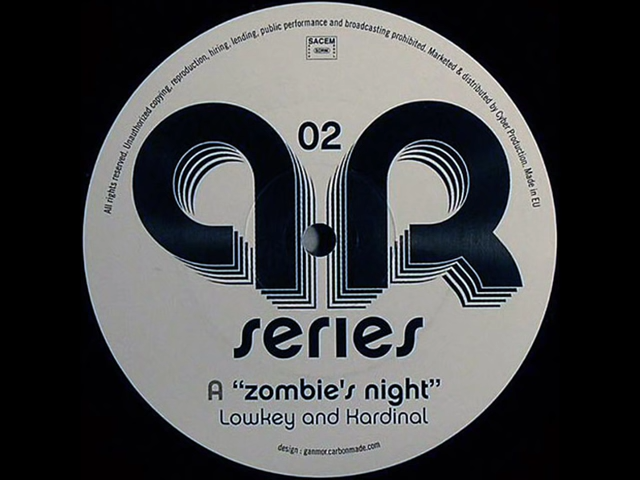 All rights reserved. Unauthorized copying, reproduction, hiring, lending, public performance and broadcasting prohibited. Marketed & distributed by Cyber Production. Made in EU
SACEM
02
AR
series
A "zombie's night"
Lowkey and Kardinal
design : ganmor.carbonmade.com